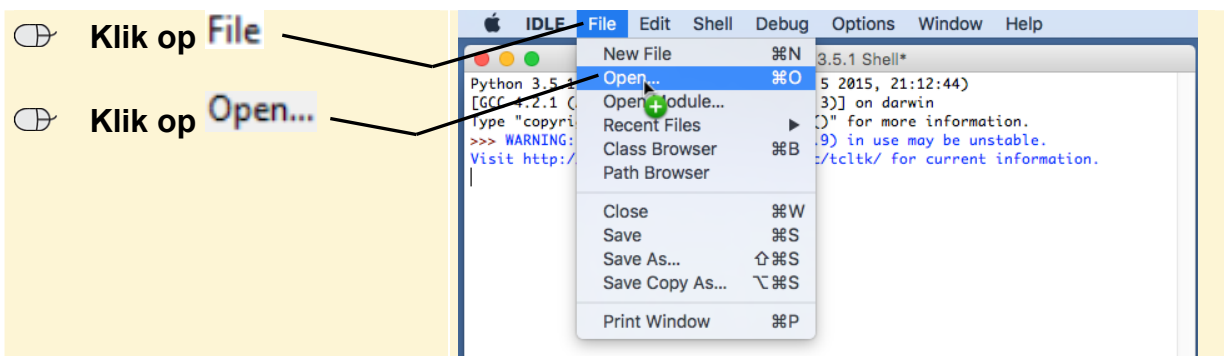 Klik op File
Klik op Open...
IDLE File Edit Shell Debug Options Window Help
3.5.1 Shell*
New File ⌘N
Open... ⌘O
Open Module...
Recent Files ▶
Class Browser ⌘B
Path Browser
Close ⌘W
Save ⌘S
Save As... ⇧⌘S
Save Copy As... ⌥⌘S
Print Window ⌘P
Python 3.5.1 5 2015, 21:12:44)
[GCC 4.2.1 ( 3)] on darwin
Type "copyri ()" for more information.
>>> WARNING: .9) in use may be unstable.
Visit http:/ /tcltk/ for current information.